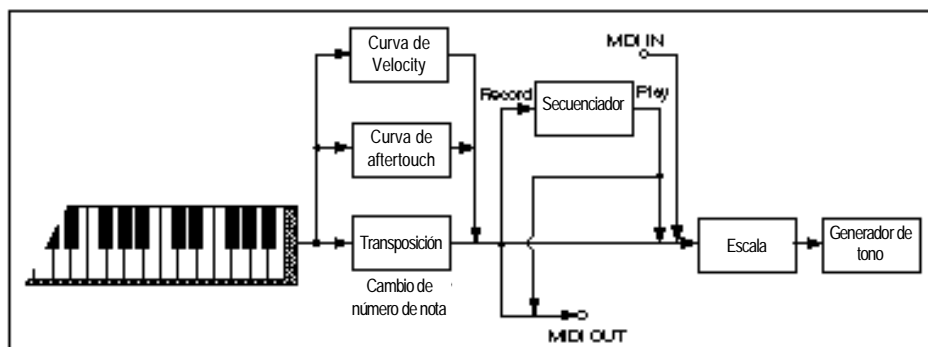 Curva de
Velocity
MIDI IN
Record
Secuenciador
Play
Curva de
aftertouch
Transposición
Escala
Generador de
tono
Cambio de
número de nota
MIDI OUT